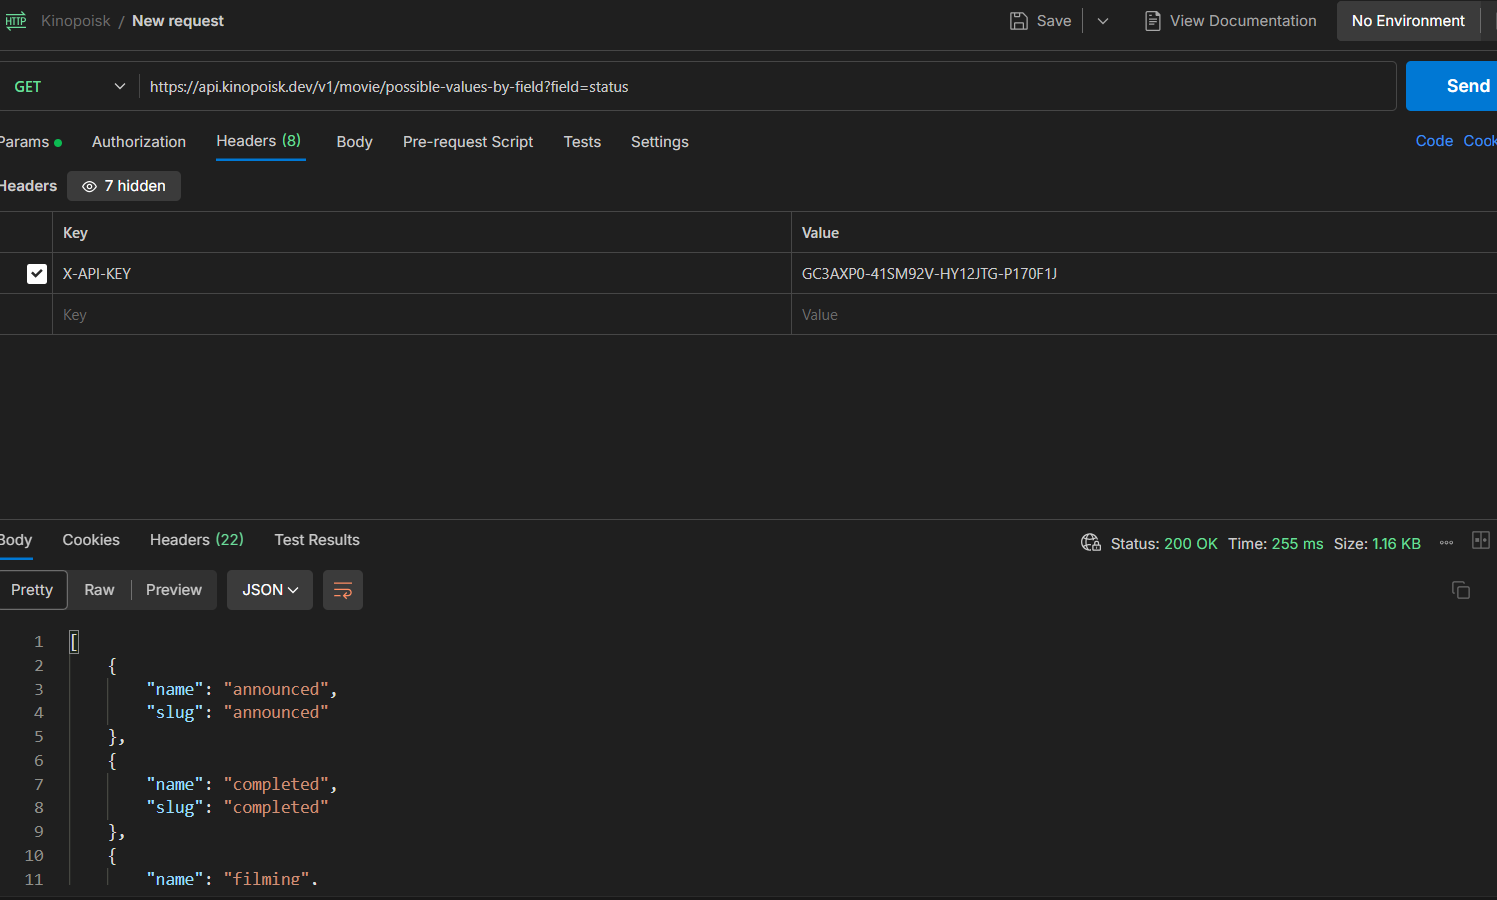 HTTP Kinopoisk / New request Save View Documentation No Environment
GET https://api.kinopoisk.dev/v1/movie/possible-values-by-field?field=status Send
Params Authorization Headers (8) Body Pre-request Script Tests Settings Code Cook
Headers 7 hidden
Key Value
X-API-KEY GC3AXP0-41SM92V-HY12JTG-P170F1J
Key Value
Body Cookies Headers (22) Test Results Status: 200 OK Time: 255 ms Size: 1.16 KB
Pretty Raw Preview JSON
1 [
2 {
3 "name": "announced",
4 "slug": "announced"
5 },
6 {
7 "name": "completed",
8 "slug": "completed"
9 },
10 {
11 "name": "filming",